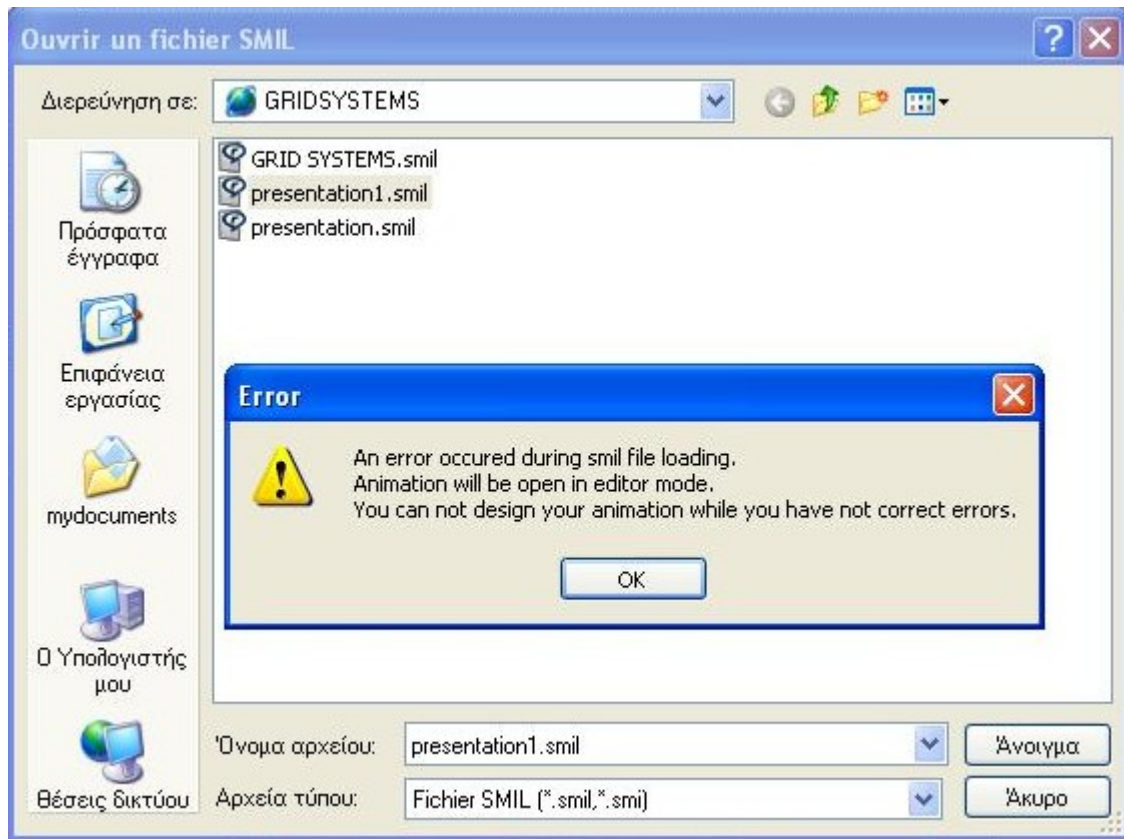 Ouvrir un fichier SMIL
Διερεύνηση σε:
GRIDSYSTEMS
GRID SYSTEMS.smil
presentation1.smil
presentation.smil
Πρόσφατα
έγγραφα
Επιφάνεια
εργασίας
mydocuments
Ο Υπολογιστής
μου
Θέσεις δικτύου
Error
An error occured during smil file loading.
Animation will be open in editor mode.
You can not design your animation while you have not correct errors.
OK
Όνομα αρχείου:
presentation1.smil
Άνοιγμα
Αρχεία τύπου:
Fichier SMIL (*.smil,*.smi)
Άκυρο